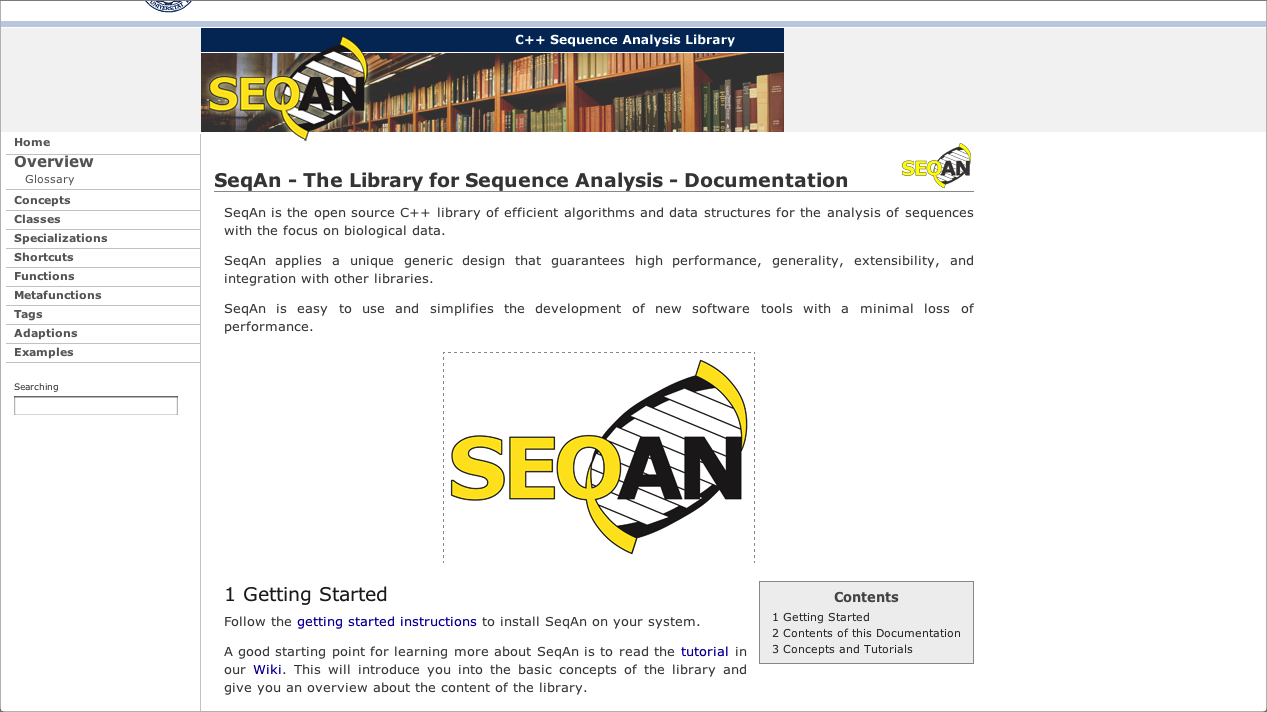 C++ Sequence Analysis Library
SEQAN
Home
Overview
Glossary
Concepts
Classes
Specializations
Shortcuts
Functions
Metafunctions
Tags
Adaptions
Examples
Searching
SEQAN
SeqAn - The Library for Sequence Analysis - Documentation
SeqAn is the open source C++ library of efficient algorithms and data structures for the analysis of sequences
with the focus on biological data.
SeqAn applies a unique generic design that guarantees high performance, generality, extensibility, and
integration with other libraries.
SeqAn is easy to use and simplifies the development of new software tools with a minimal loss of
performance.
SEQAN
1 Getting Started
Follow the getting started instructions to install SeqAn on your system.
A good starting point for learning more about SeqAn is to read the tutorial in
our Wiki. This will introduce you into the basic concepts of the library and
give you an overview about the content of the library.
Contents
1 Getting Started
2 Contents of this Documentation
3 Concepts and Tutorials